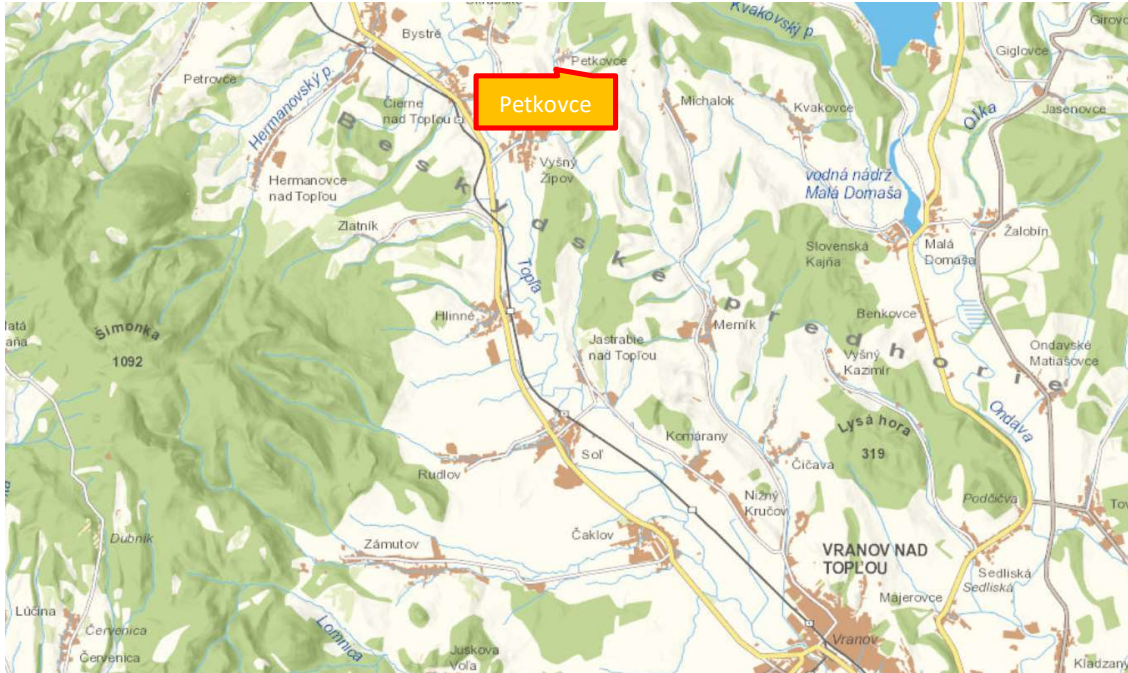 Bystré
Kvakovský p.
Giglovce
Petrovce
Hermanovský p.
Čierne
nad Topľou
Petkovce
Petkovce
Michalok
Kvakovce
Oľka
Jasenovce
Vyšný
Žipov
Hermanovce
nad Topľou
vodná nádrž
Malá Domaša
Zlatník
Beskydské predhorie
Topľa
Slovenská
Kajňa
Malá
Domaša
Žalobín
Šimonka
1092
Hlinné
Jastrabie
nad Topľou
Merník
Benkovce
Vyšný
Kazimír
Ondavské
Matiašovce
Ondava
Lysá hora
319
Rudlov
Soľ
Komárany
Čičava
Nižný
Kručov
Podčičva
Dubník
Zámutov
Čaklov
VRANOV NAD
TOPĽOU
Sedliská
Sedliská
Majerovce
Lúčina
Červenica
Červenica
Lomnica
Juskova
Voľa
Vranov
Kladzany